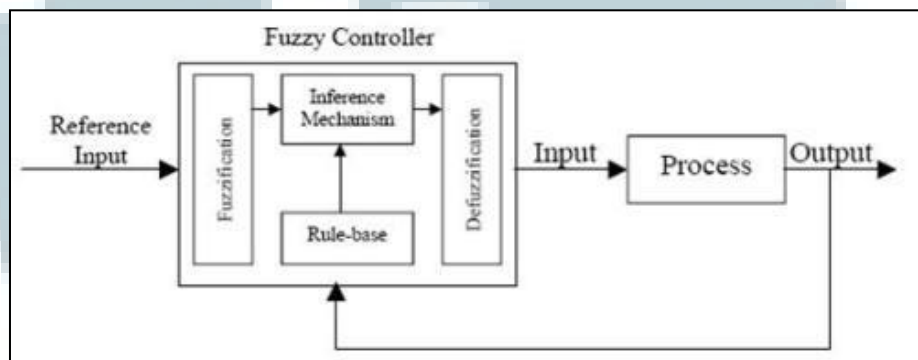 Fuzzy Controller
Reference
Input
Fuzzification
Inference
Mechanism
Rule-base
Defuzzification
Input
Process
Output